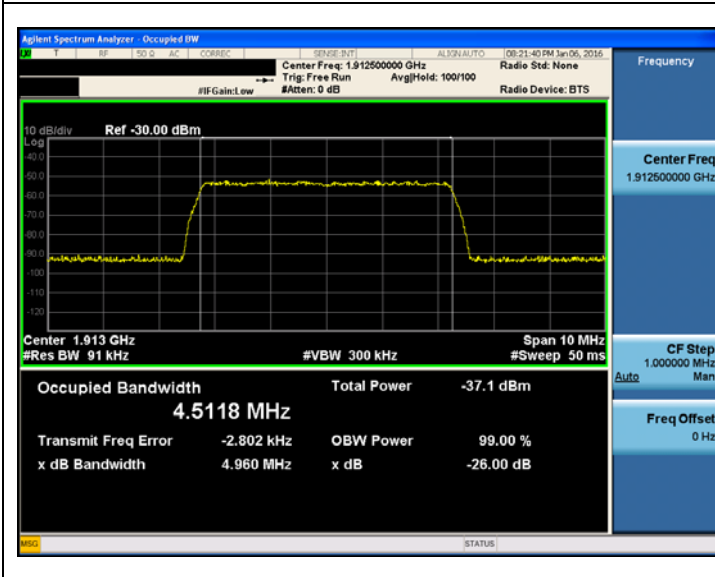 Agilent Spectrum Analyzer - Occupied BW
LXI T RF 50 Ω AC CORREC SENSE:INT ALIGN AUTO 08:21:40 PM Jan 06, 2016
Center Freq: 1.912500000 GHz Radio Std: None
Trig: Free Run Avg|Hold: 100/100
#IFGain:Low #Atten: 0 dB Radio Device: BTS
Frequency
10 dB/div Ref -30.00 dBm
Log
-40.0
-50.0
-60.0
-70.0
-80.0
-90.0
-100
-110
-120
Center 1.913 GHz Span 10 MHz
#Res BW 91 kHz #VBW 300 kHz #Sweep 50 ms
Center Freq
1.912500000 GHz
CF Step
1.000000 MHz
Auto Man
Freq Offset
0 Hz
Occupied Bandwidth Total Power -37.1 dBm
4.5118 MHz
Transmit Freq Error -2.802 kHz OBW Power 99.00 %
x dB Bandwidth 4.960 MHz x dB -26.00 dB
MSG STATUS